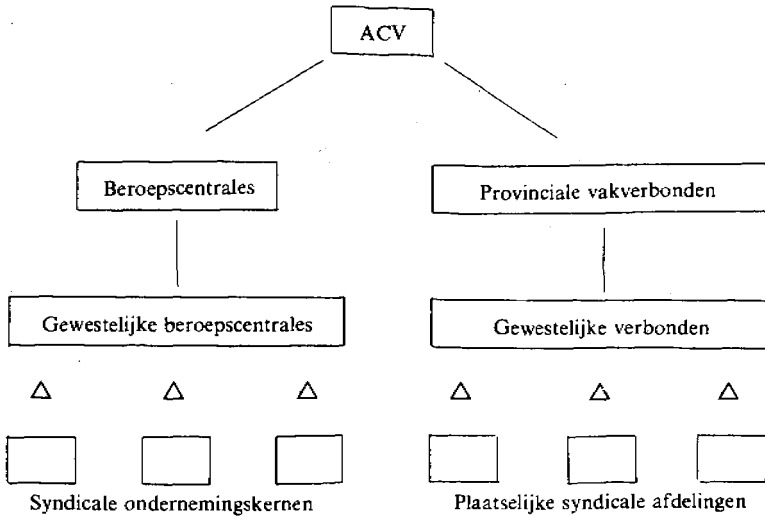 ACV
Beroepscentrales
Provinciale vakverbonden
Gewestelijke beroepscentrales
Gewestelijke verbonden
Syndicale ondernemingskernen
Plaatselijke syndicale afdelingen